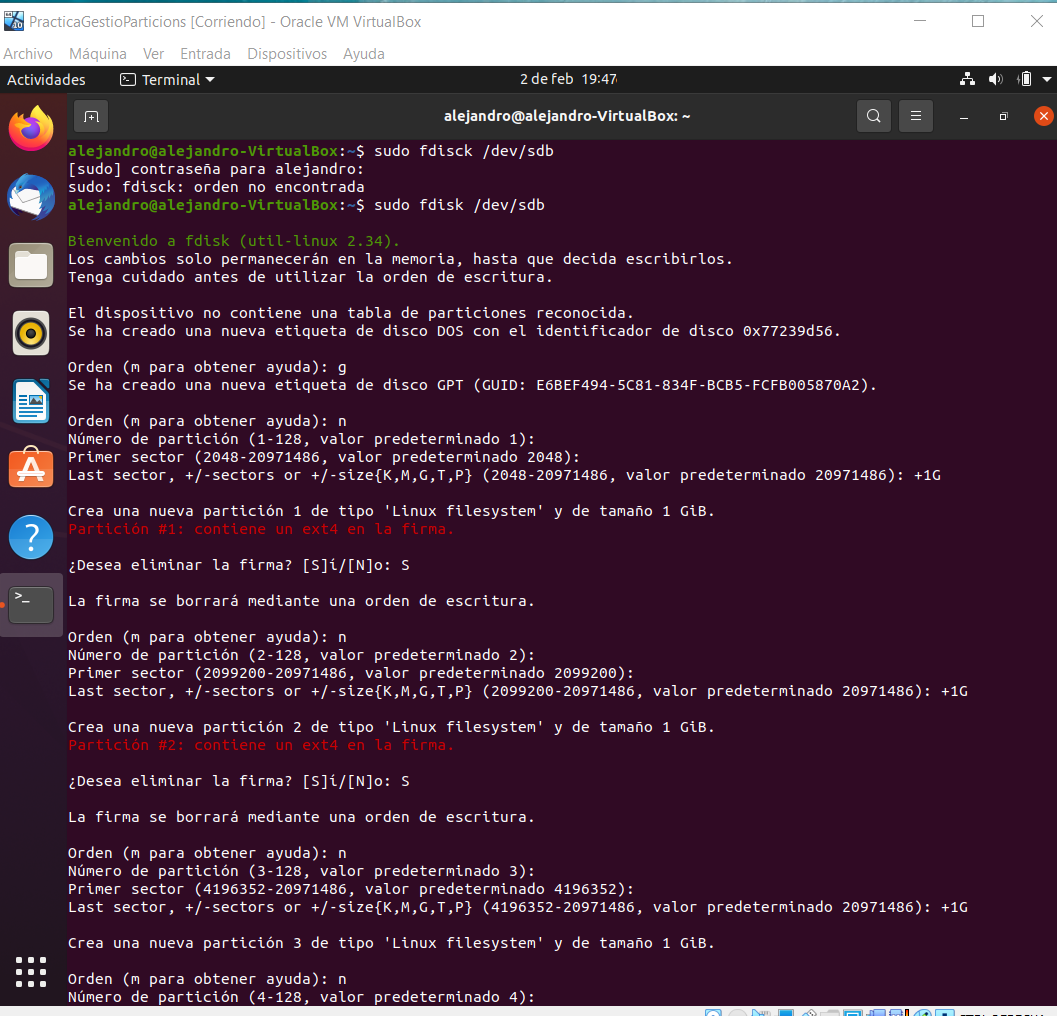 PracticaGestioParticions [Corriendo] - Oracle VM VirtualBox
Archivo Máquina Ver Entrada Dispositivos Ayuda
Actividades Terminal 2 de feb 19:47
alejandro@alejandro-VirtualBox: ~
alejandro@alejandro-VirtualBox:~$ sudo fdisck /dev/sdb
[sudo] contraseña para alejandro:
sudo: fdisck: orden no encontrada
alejandro@alejandro-VirtualBox:~$ sudo fdisk /dev/sdb
Bienvenido a fdisk (util-linux 2.34).
Los cambios solo permanecerán en la memoria, hasta que decida escribirlos.
Tenga cuidado antes de utilizar la orden de escritura.
El dispositivo no contiene una tabla de particiones reconocida.
Se ha creado una nueva etiqueta de disco DOS con el identificador de disco 0x77239d56.
Orden (m para obtener ayuda): g
Se ha creado una nueva etiqueta de disco GPT (GUID: E6BEF494-5C81-834F-BCB5-FCFB005870A2).
Orden (m para obtener ayuda): n
Número de partición (1-128, valor predeterminado 1):
Primer sector (2048-20971486, valor predeterminado 2048):
Last sector, +/-sectors or +/-size{K,M,G,T,P} (2048-20971486, valor predeterminado 20971486): +1G
Crea una nueva partición 1 de tipo 'Linux filesystem' y de tamaño 1 GiB.
Partición #1: contiene un ext4 en la firma.
¿Desea eliminar la firma? [S]í/[N]o: S
La firma se borrará mediante una orden de escritura.
Orden (m para obtener ayuda): n
Número de partición (2-128, valor predeterminado 2):
Primer sector (2099200-20971486, valor predeterminado 2099200):
Last sector, +/-sectors or +/-size{K,M,G,T,P} (2099200-20971486, valor predeterminado 20971486): +1G
Crea una nueva partición 2 de tipo 'Linux filesystem' y de tamaño 1 GiB.
Partición #2: contiene un ext4 en la firma.
¿Desea eliminar la firma? [S]í/[N]o: S
La firma se borrará mediante una orden de escritura.
Orden (m para obtener ayuda): n
Número de partición (3-128, valor predeterminado 3):
Primer sector (4196352-20971486, valor predeterminado 4196352):
Last sector, +/-sectors or +/-size{K,M,G,T,P} (4196352-20971486, valor predeterminado 20971486): +1G
Crea una nueva partición 3 de tipo 'Linux filesystem' y de tamaño 1 GiB.
Orden (m para obtener ayuda): n
Número de partición (4-128, valor predeterminado 4):